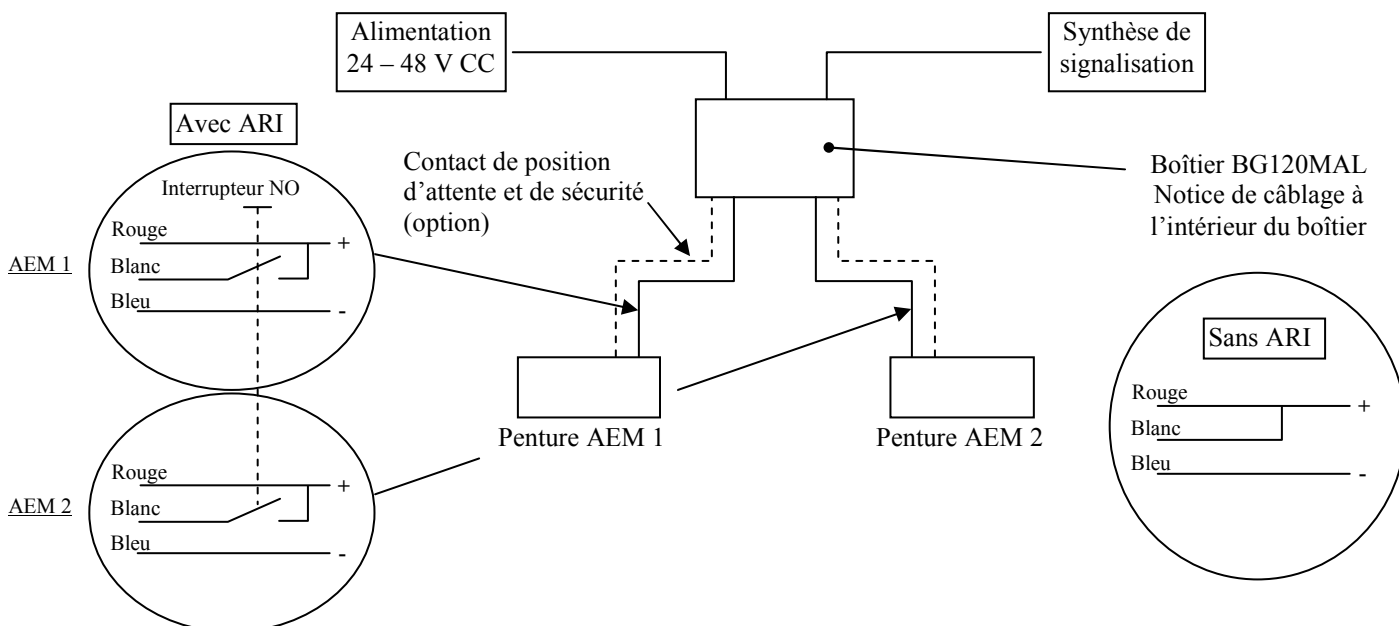 Alimentation
24 – 48 V CC
Synthèse de
signalisation
Avec ARI
Interrupteur NO
Rouge
+
AEM 1
Blanc
Bleu
-
Contact de position
d’attente et de sécurité
(option)
Boîtier BG120MAL
Notice de câblage à
l’intérieur du boîtier
Penture AEM 1
Penture AEM 2
Rouge
+
AEM 2
Blanc
Bleu
-
Sans ARI
Rouge
+
Blanc
Bleu
-